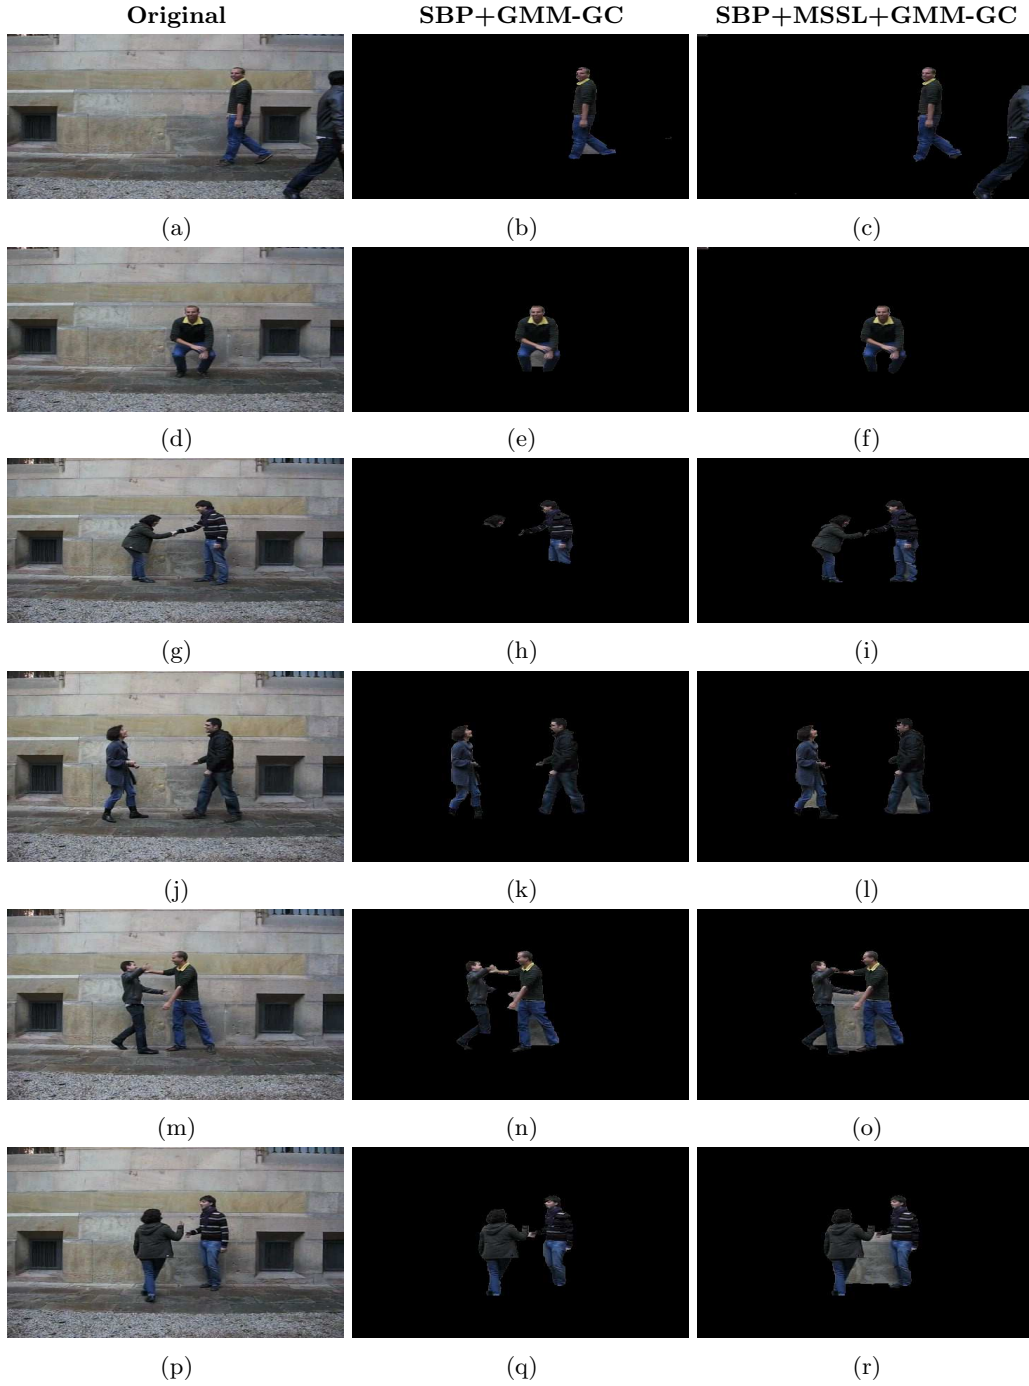 Original SBP+GMM-GC SBP+MSSL+GMM-GC
(a) (b) (c)
(d) (e) (f)
(g) (h) (i)
(j) (k) (l)
(m) (n) (o)
(p) (q) (r)